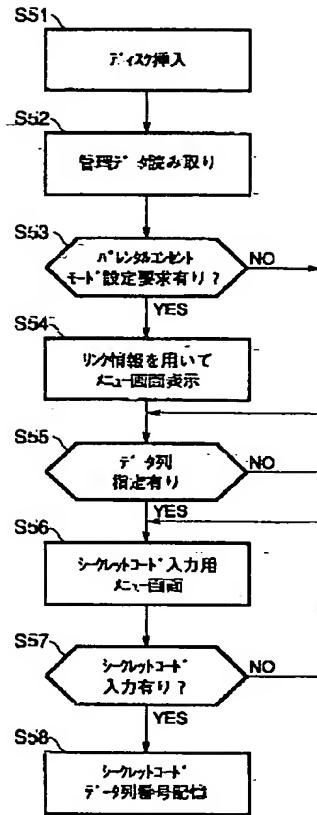 S51
ディスク挿入
S52
管理データ読み取り
S53
パレンタルコンセント
モード設定要求有り?
NO
YES
S54
リンク情報を用いて
メニュー画面表示
S55
データ列
指定有り
NO
YES
S56
シークレットコード入力用
メニュー画面
S57
シークレットコード
入力有り?
NO
YES
S58
シークレットコード
データ列番号記憶